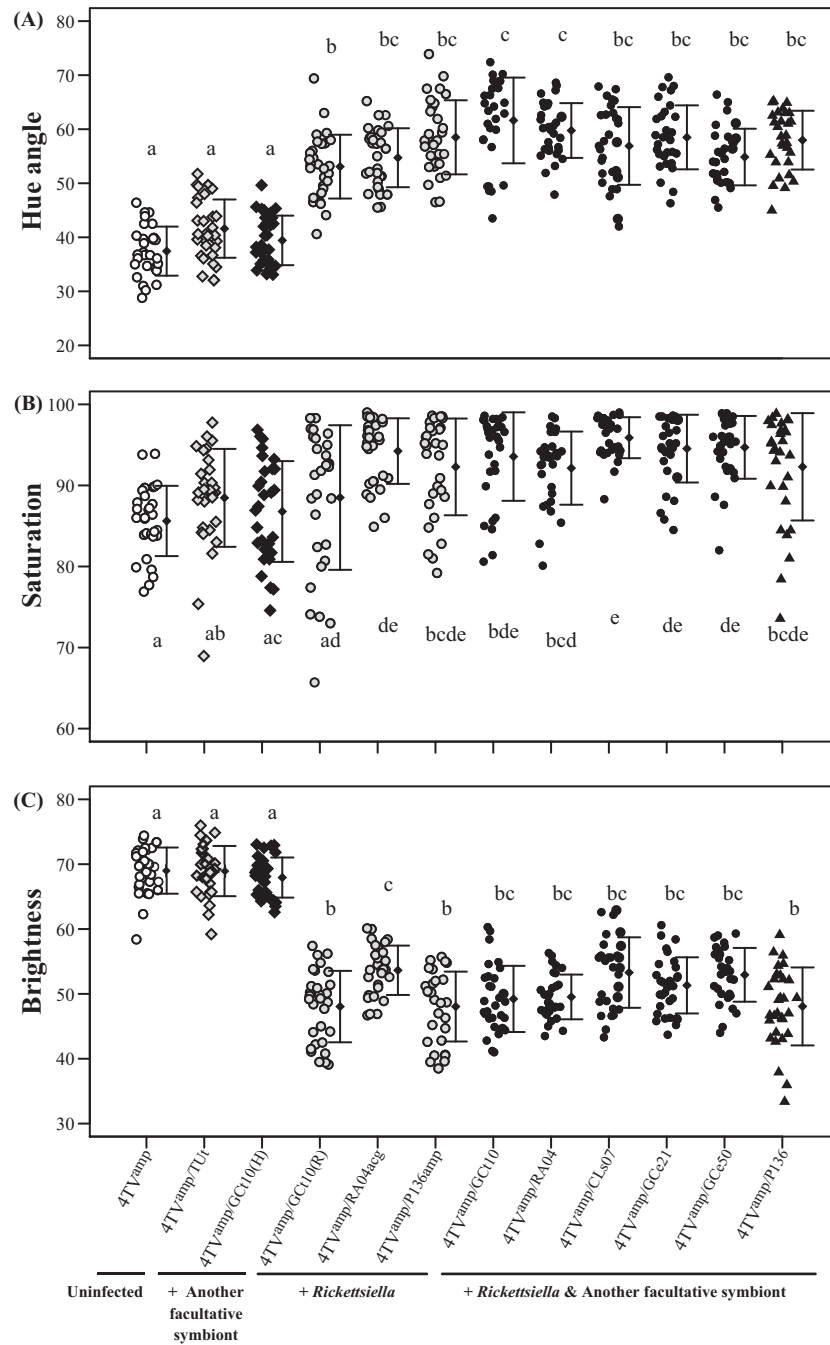 (A)
Hue angle
80
70
60
50
40
30
20
a a a b bc bc c c bc bc bc bc
(B)
Saturation
100
90
80
70
60
a ab ac ad de bcde bde bcd e de de bcde
(C)
Brightness
80
70
60
50
40
30
a a a b c b bc bc bc bc bc b
4TVamp
4TVamp/TUt
4TVamp/GCt10(H)
4TVamp/GCt10(R)
4TVamp/RA04acg
4TVamp/P136amp
4TVamp/GCt10
4TVamp/RA04
4TVamp/CLs07
4TVamp/GCe21
4TVamp/GCe50
4TVamp/P136
Uninfected
+ Another
facultative
symbiont
+ Rickettsiella
+ Rickettsiella & Another facultative symbiont